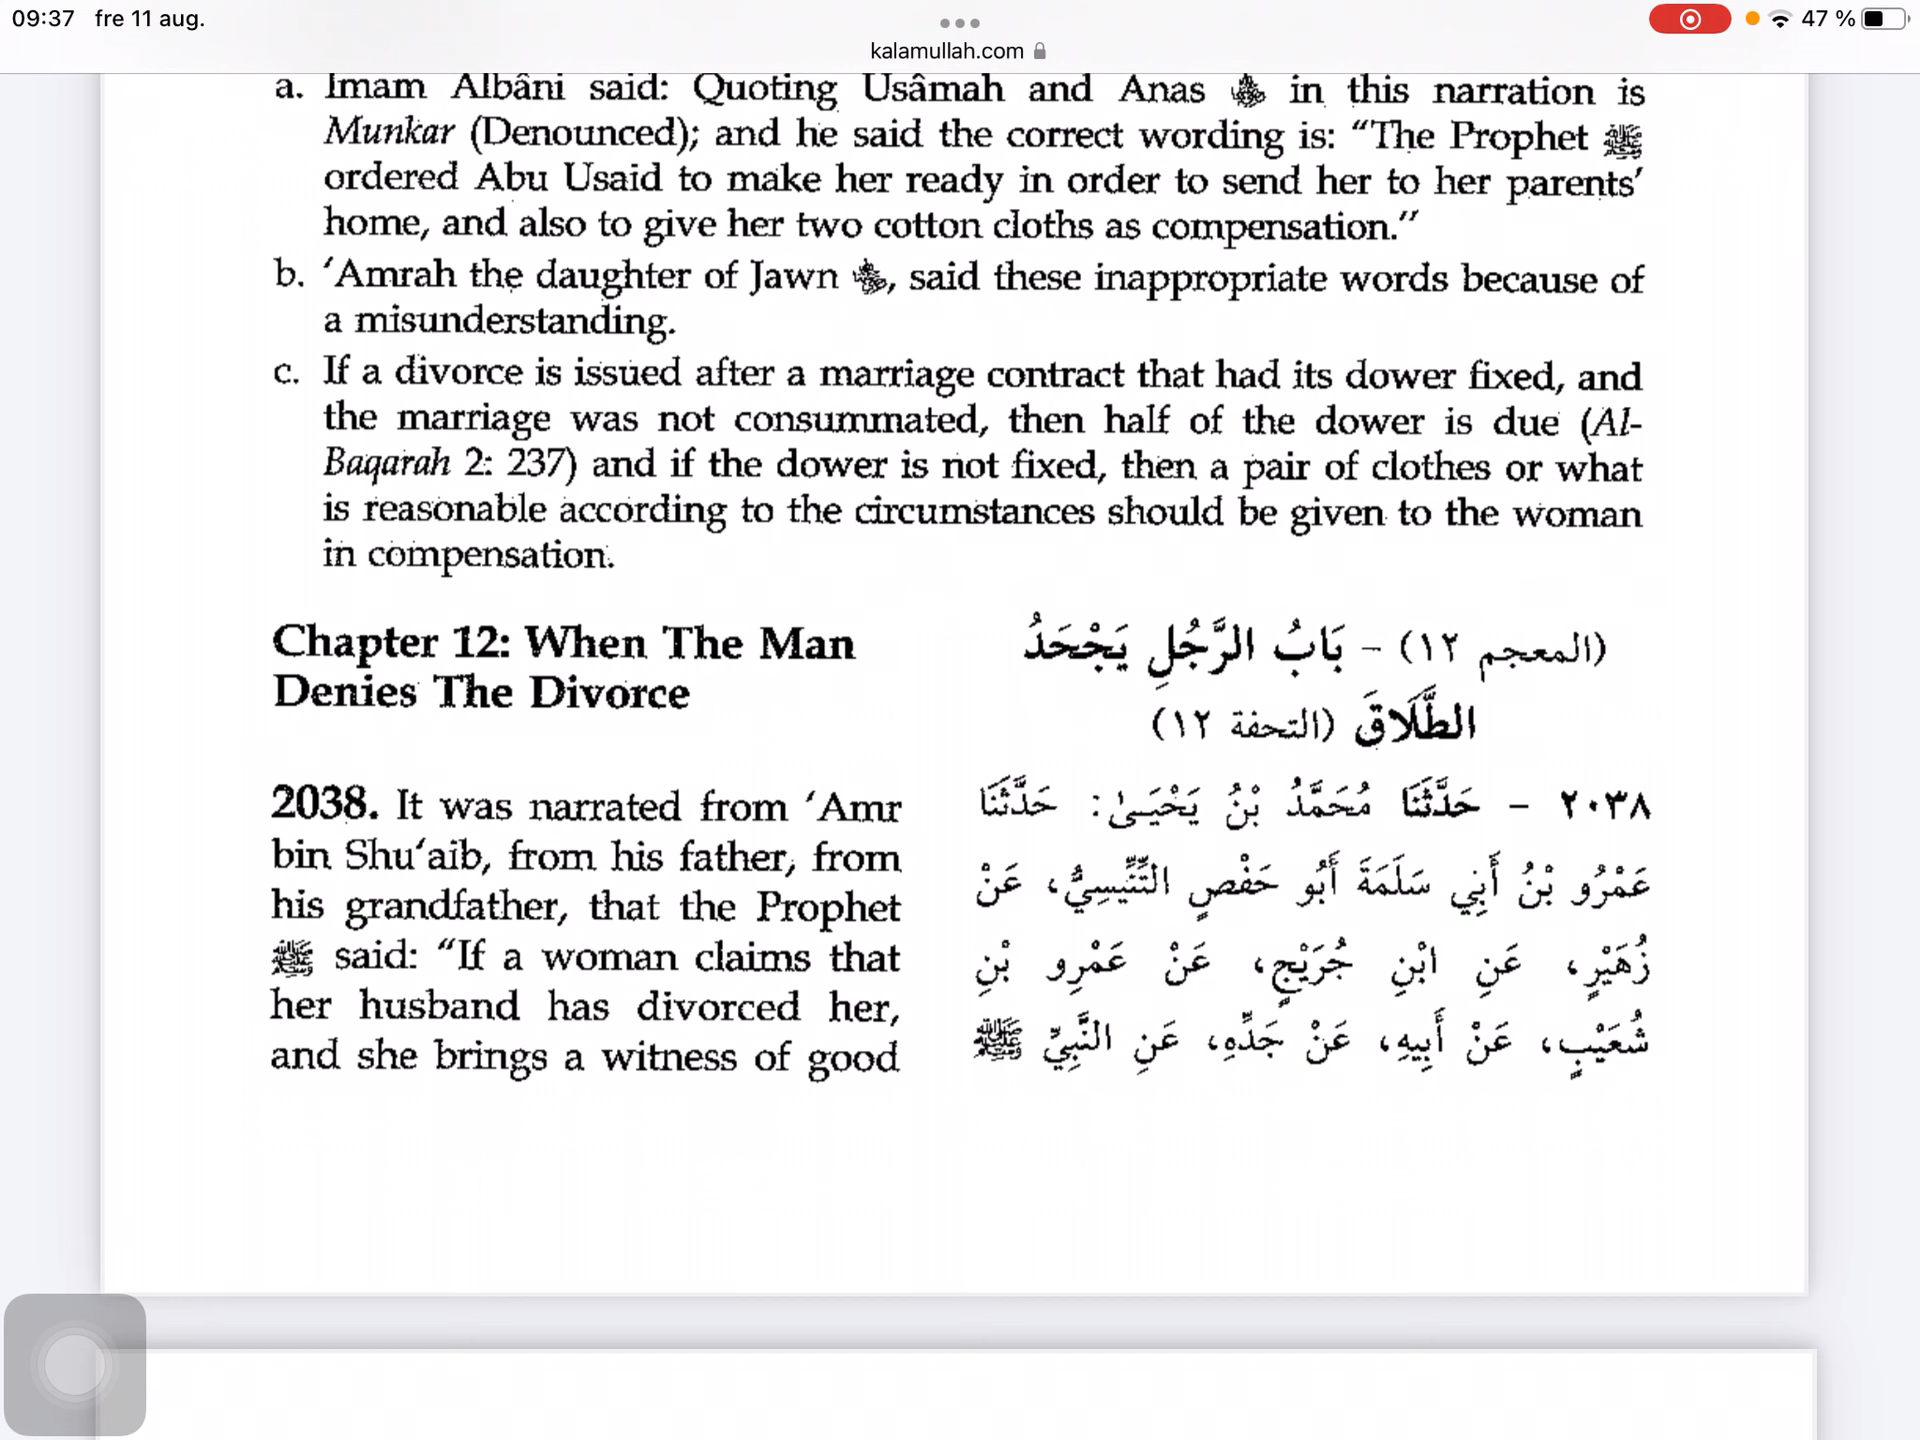 09:37 fre 11 aug.
47 %
kalamullah.com
a. Imam Albâni said: Quoting Usâmah and Anas in this narration is
Munkar (Denounced); and he said the correct wording is: “The Prophet ﷺ
ordered Abu Usaid to make her ready in order to send her to her parents’
home, and also to give her two cotton cloths as compensation.”
b. ‘Amrah the daughter of Jawn , said these inappropriate words because of
a misunderstanding.
c. If a divorce is issued after a marriage contract that had its dower fixed, and
the marriage was not consummated, then half of the dower is due (Al-
Baqarah 2: 237) and if the dower is not fixed, then a pair of clothes or what
is reasonable according to the circumstances should be given to the woman
in compensation.
Chapter 12: When The Man
Denies The Divorce
(المعجم ١٢) - بَابُ الرَّجُلِ يَجْحَدُ
الطَّلَاقَ (التحفة ١٢)
2038. It was narrated from ‘Amr
bin Shu‘aib, from his father, from
his grandfather, that the Prophet
ﷺ said: “If a woman claims that
her husband has divorced her,
and she brings a witness of good
٢٠٣٨ - حَدَّثَنَا مُحَمَّدُ بْنُ يَحْيَىٰ: حَدَّثَنَا
عَمْرُو بْنُ أَبِي سَلَمَةَ أَبُو حَفْصٍ التِّنِّيسِيُّ، عَنْ
زُهَيْرٍ، عَنِ ابْنِ جُرَيْجٍ، عَنْ عَمْرِو بْنِ
شُعَيْبٍ، عَنْ أَبِيهِ، عَنْ جَدِّهِ، عَنِ النَّبِيِّ ﷺ